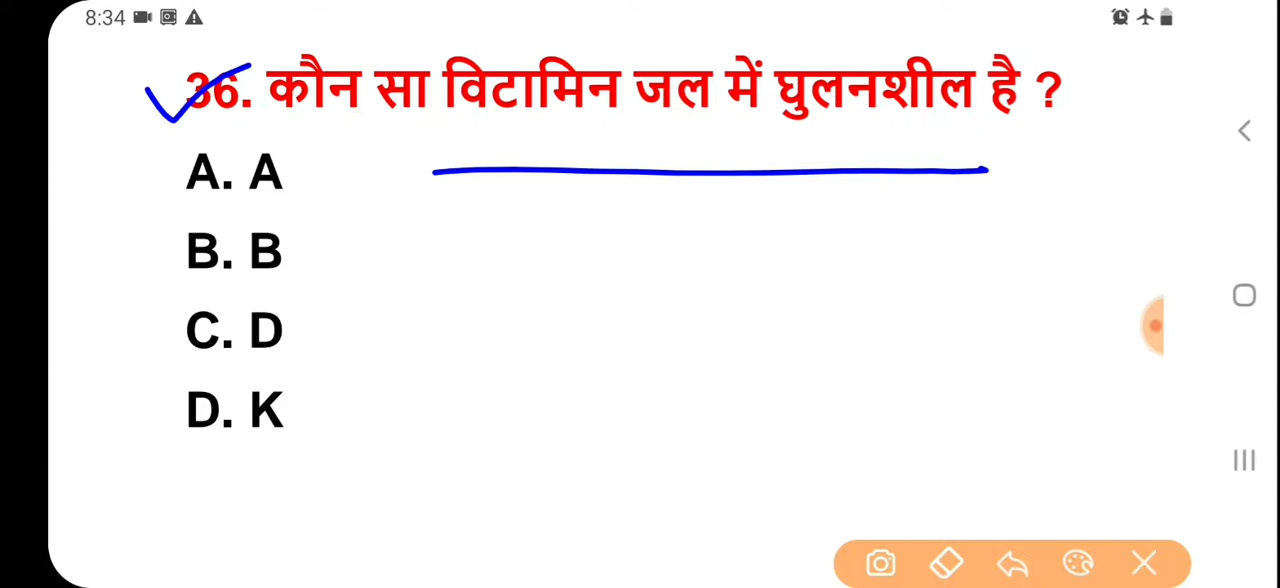 8:34
36. कौन सा विटामिन जल में घुलनशील है ?
A. A
B. B
C. D
D. K